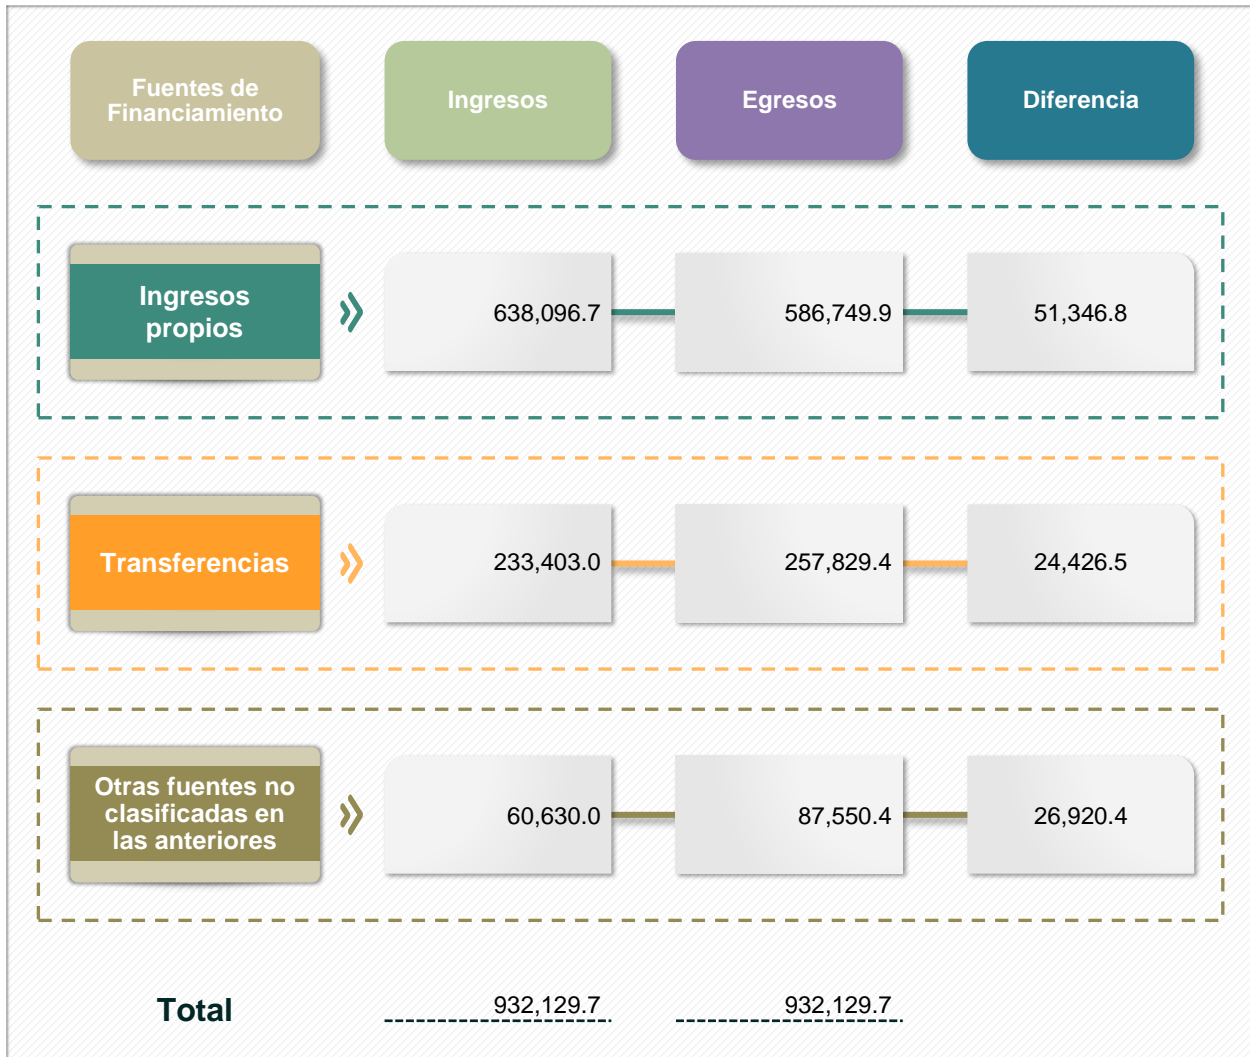 Fuentes de
Financiamiento
Ingresos
Egresos
Diferencia
Ingresos
propios
638,096.7
586,749.9
51,346.8
Transferencias
233,403.0
257,829.4
24,426.5
Otras fuentes no
clasificadas en
las anteriores
60,630.0
87,550.4
26,920.4
Total
932,129.7
932,129.7